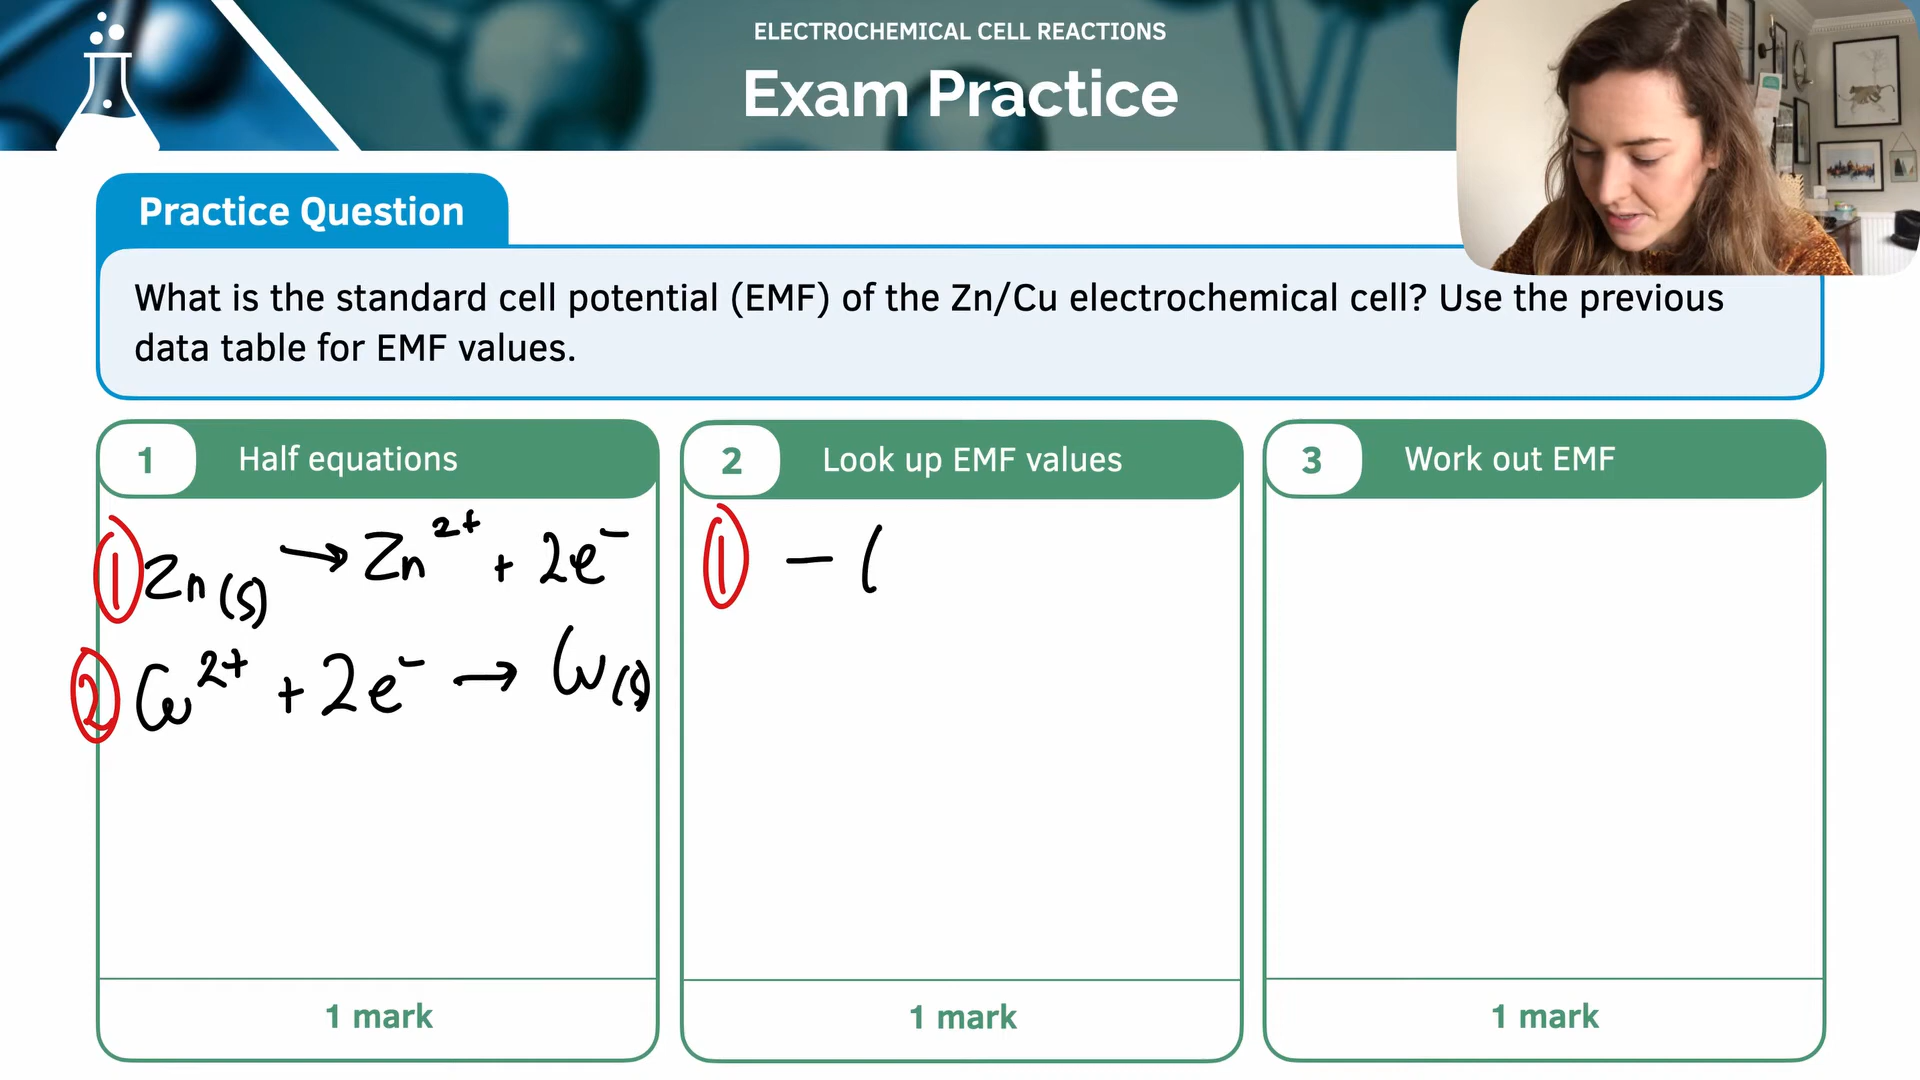 ELECTROCHEMICAL CELL REACTIONS
Exam Practice
Practice Question
What is the standard cell potential (EMF) of the Zn/Cu electrochemical cell? Use the previous
data table for EMF values.
1 Half equations
① Zn(s) → Zn²⁺ + 2e⁻
② Cu²⁺ + 2e⁻ → Cu(s)
1 mark
2 Look up EMF values
① – (
1 mark
3 Work out EMF
1 mark